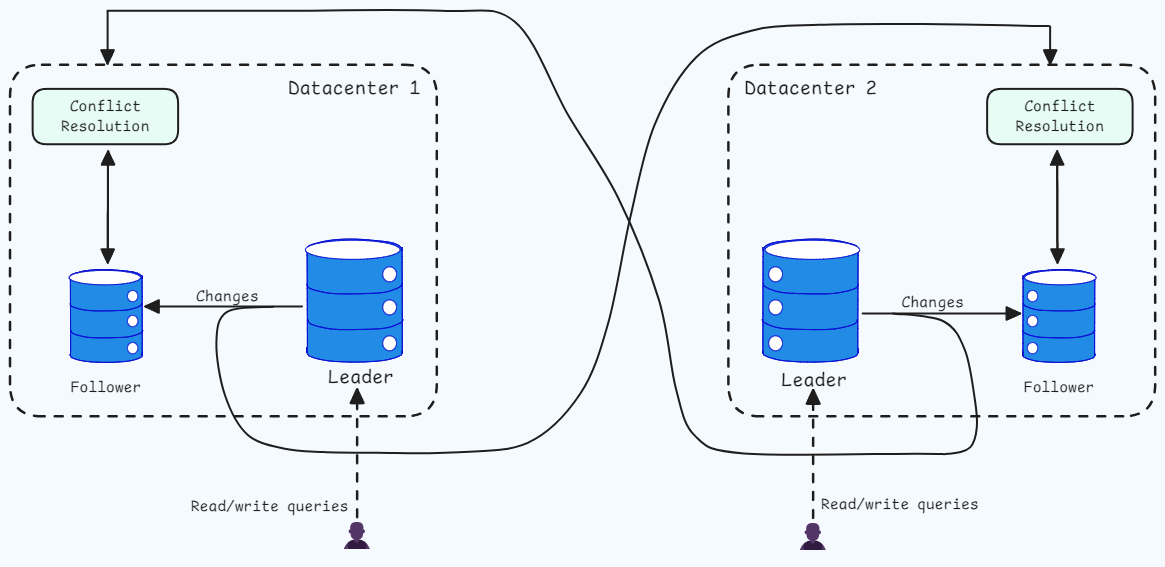 Datacenter 1
Conflict
Resolution
Changes
Follower
Leader
Read/write queries
Datacenter 2
Conflict
Resolution
Changes
Leader
Follower
Read/write queries